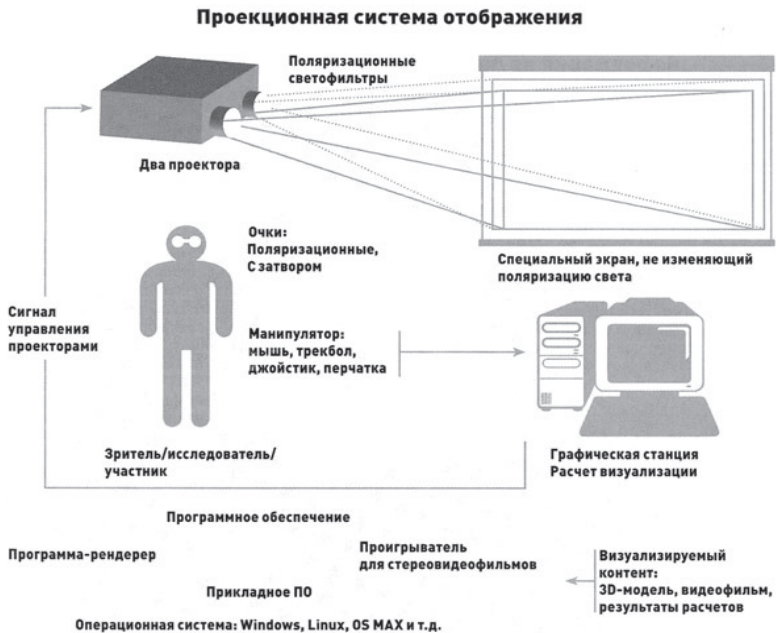 Проекционная система отображения
Поляризационные
светофильтры
Два проектора
Очки:
Поляризационные,
С затвором
Специальный экран, не изменяющий
поляризацию света
Сигнал
управления
проекторами
Манипулятор:
мышь, трекбол,
джойстик, перчатка
Зритель/исследователь/
участник
Графическая станция
Расчет визуализации
Программное обеспечение
Программа-рендерер
Проигрыватель
для стереовидеофильмов
Визуализируемый
контент:
3D-модель, видеофильм,
результаты расчетов
Прикладное ПО
Операционная система: Windows, Linux, OS MAX и т.д.